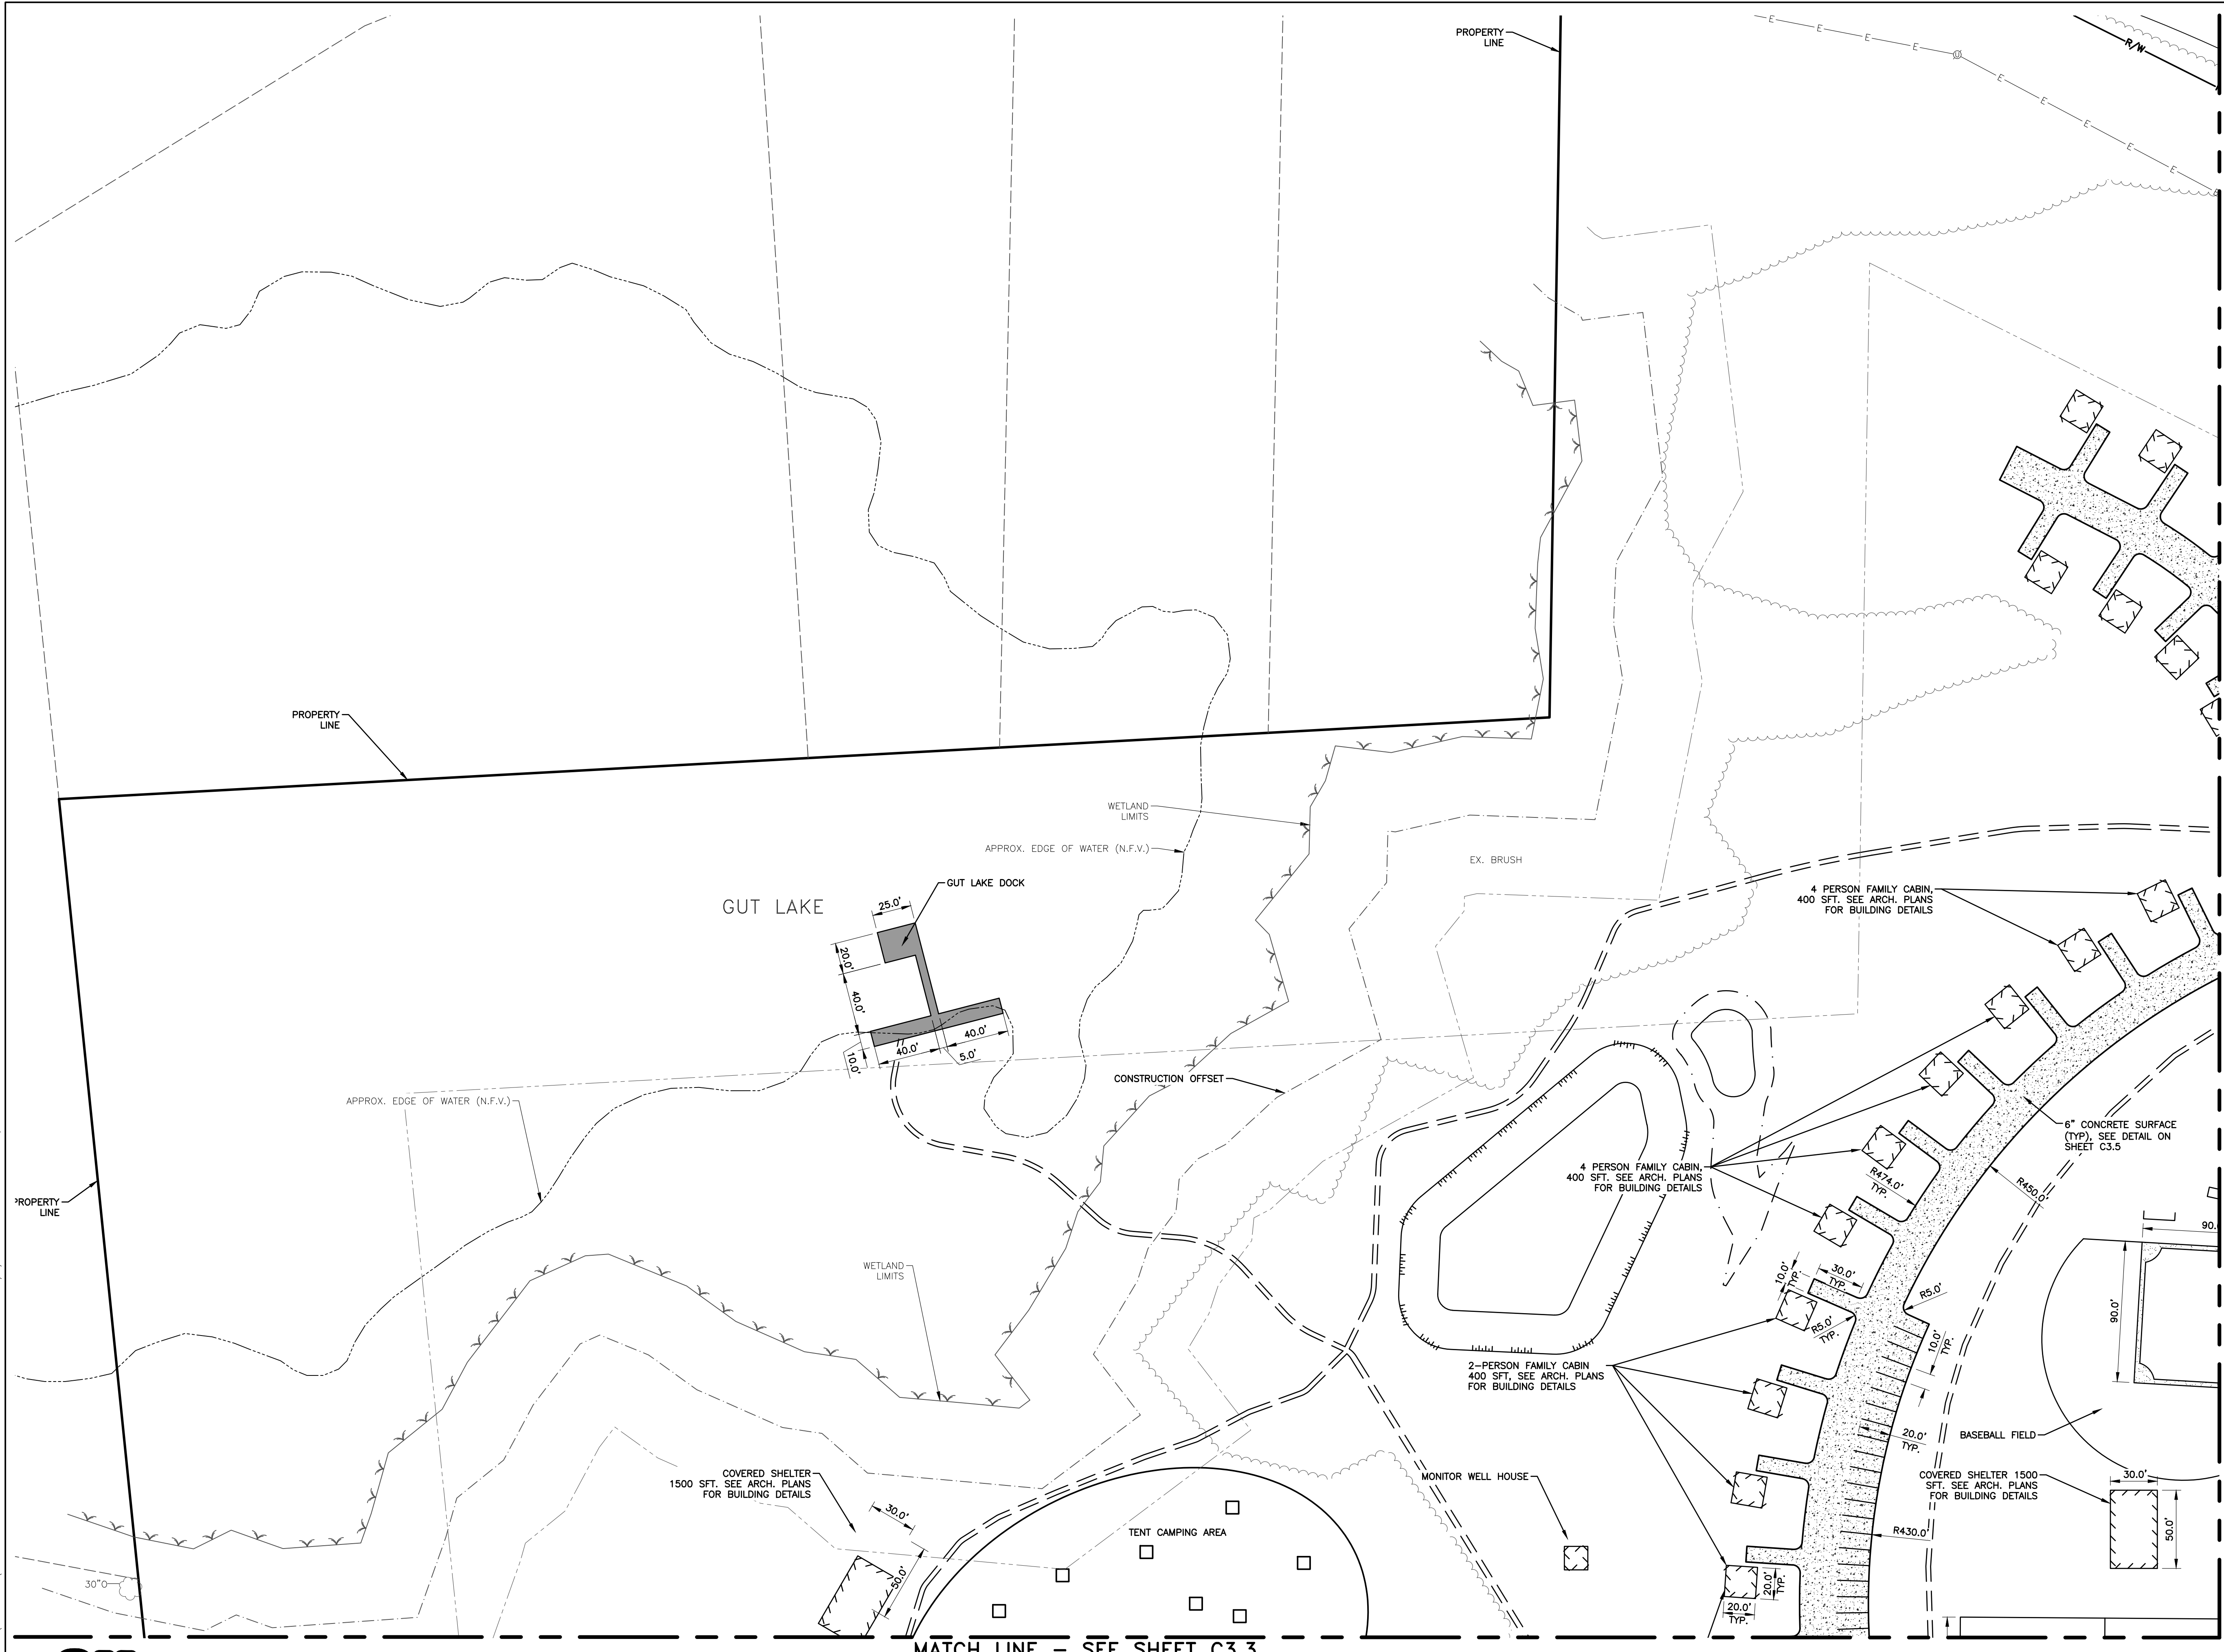 PROPERTY
LINE
E
E
E
E
E
E
E
E
E
E
R/W
PROPERTY
LINE
WETLAND
LIMITS
APPROX. EDGE OF WATER (N.F.V.)
EX. BRUSH
GUT LAKE DOCK
GUT LAKE
25.0'
20.0'
40.0'
10.0'
40.0'
40.0'
5.0'
4 PERSON FAMILY CABIN,
400 SFT. SEE ARCH. PLANS
FOR BUILDING DETAILS
CONSTRUCTION OFFSET
APPROX. EDGE OF WATER (N.F.V.)
6" CONCRETE SURFACE
(TYP), SEE DETAIL ON
SHEET C3.5
4 PERSON FAMILY CABIN,
400 SFT. SEE ARCH. PLANS
FOR BUILDING DETAILS
R474.0'
TYP.
R450.0'
PROPERTY
LINE
90.0'
90.0'
WETLAND
LIMITS
10.0'
TYP.
30.0'
TYP.
R5.0'
R5.0'
TYP.
10.0'
TYP.
2-PERSON FAMILY CABIN
400 SFT, SEE ARCH. PLANS
FOR BUILDING DETAILS
20.0'
TYP.
BASEBALL FIELD
COVERED SHELTER
1500 SFT. SEE ARCH. PLANS
FOR BUILDING DETAILS
30.0'
50.0'
MONITOR WELL HOUSE
COVERED SHELTER 1500
SFT. SEE ARCH. PLANS
FOR BUILDING DETAILS
30.0'
50.0'
TENT CAMPING AREA
R430.0'
30"O
20.0'
TYP.
20.0'
TYP.
MATCH LINE - SEE SHEET C3.3